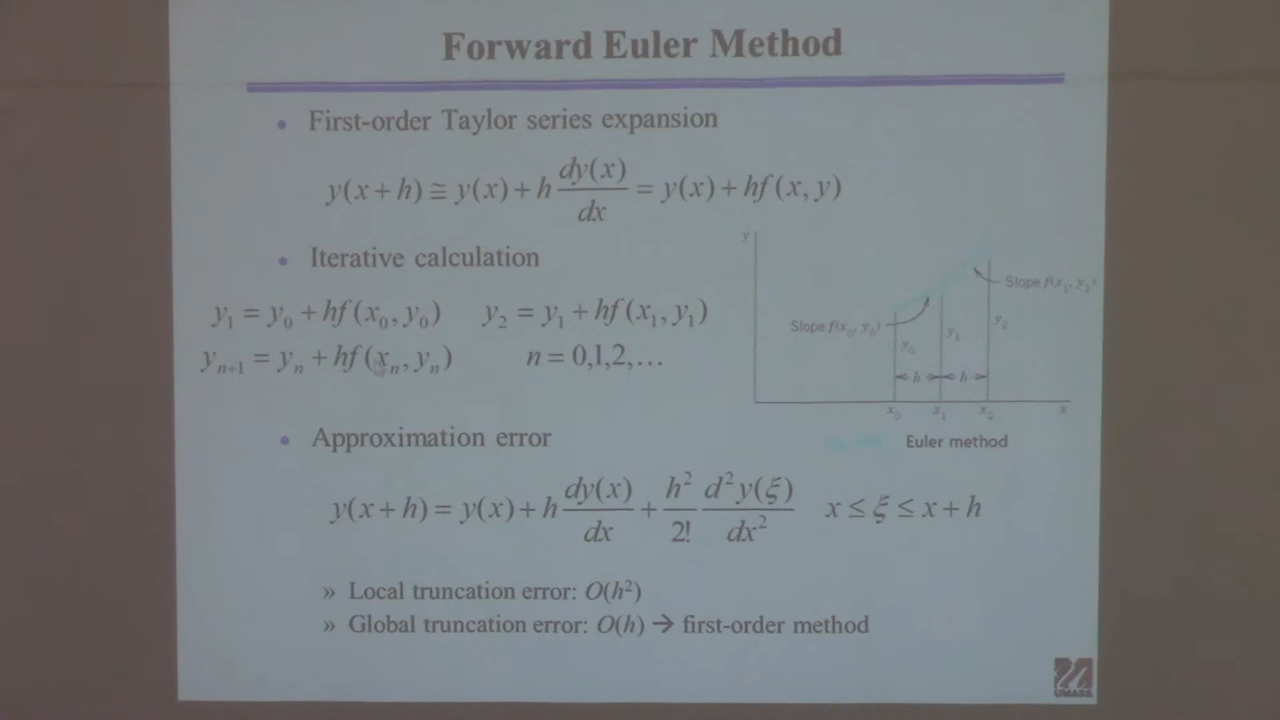 Forward Euler Method
• First-order Taylor series expansion
y(x + h) ≅ y(x) + h dy(x)/dx = y(x) + hf(x, y)
• Iterative calculation
y₁ = y₀ + hf(x₀, y₀)    y₂ = y₁ + hf(x₁, y₁)
yₙ₊₁ = yₙ + hf(xₙ, yₙ)    n = 0,1,2,…
y
Slope f(x₁, y₁)
Slope f(x₀, y₀)
y₀ y₁ y₂
h h
x₀ x₁ x₂ x
Euler method
• Approximation error
y(x + h) = y(x) + h dy(x)/dx + h²/2! d²y(ξ)/dx²    x ≤ ξ ≤ x + h
» Local truncation error: O(h²)
» Global truncation error: O(h) → first-order method
UMASS